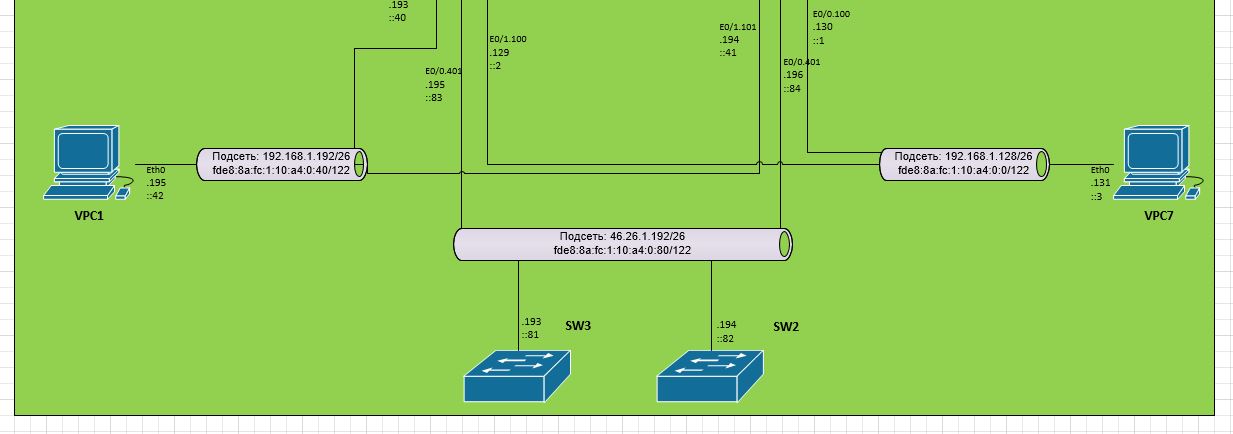 .193
::40
E0/1.100
.129
::2
E0/0.401
.195
::83
E0/1.101
.194
::41
E0/0.100
.130
::1
E0/0.401
.196
::84
Подсеть: 192.168.1.192/26
fde8:8a:fc:1:10:a4:0:40/122
Eth0
.195
::42
VPC1
Подсеть: 192.168.1.128/26
fde8:8a:fc:1:10:a4:0:0/122
Eth0
.131
::3
VPC7
Подсеть: 46.26.1.192/26
fde8:8a:fc:1:10:a4:0:80/122
.193
::81
SW3
.194
::82
SW2